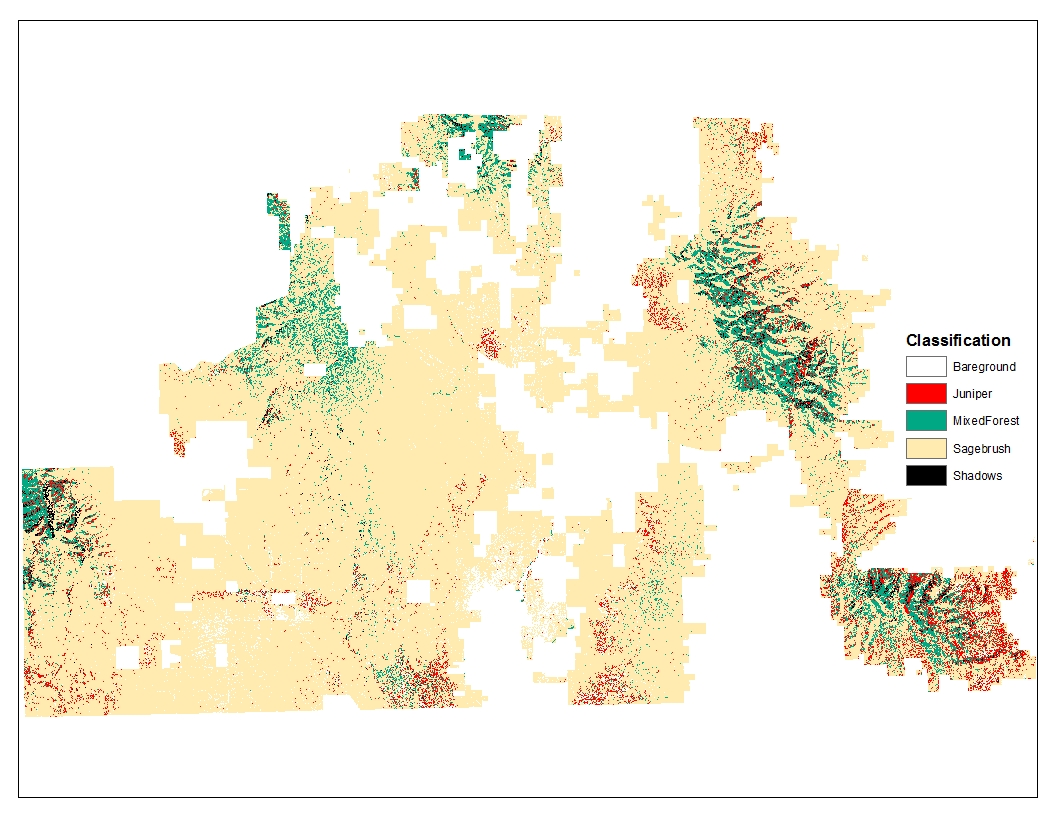 Classification
Bareground
Juniper
MixedForest
Sagebrush
Shadows